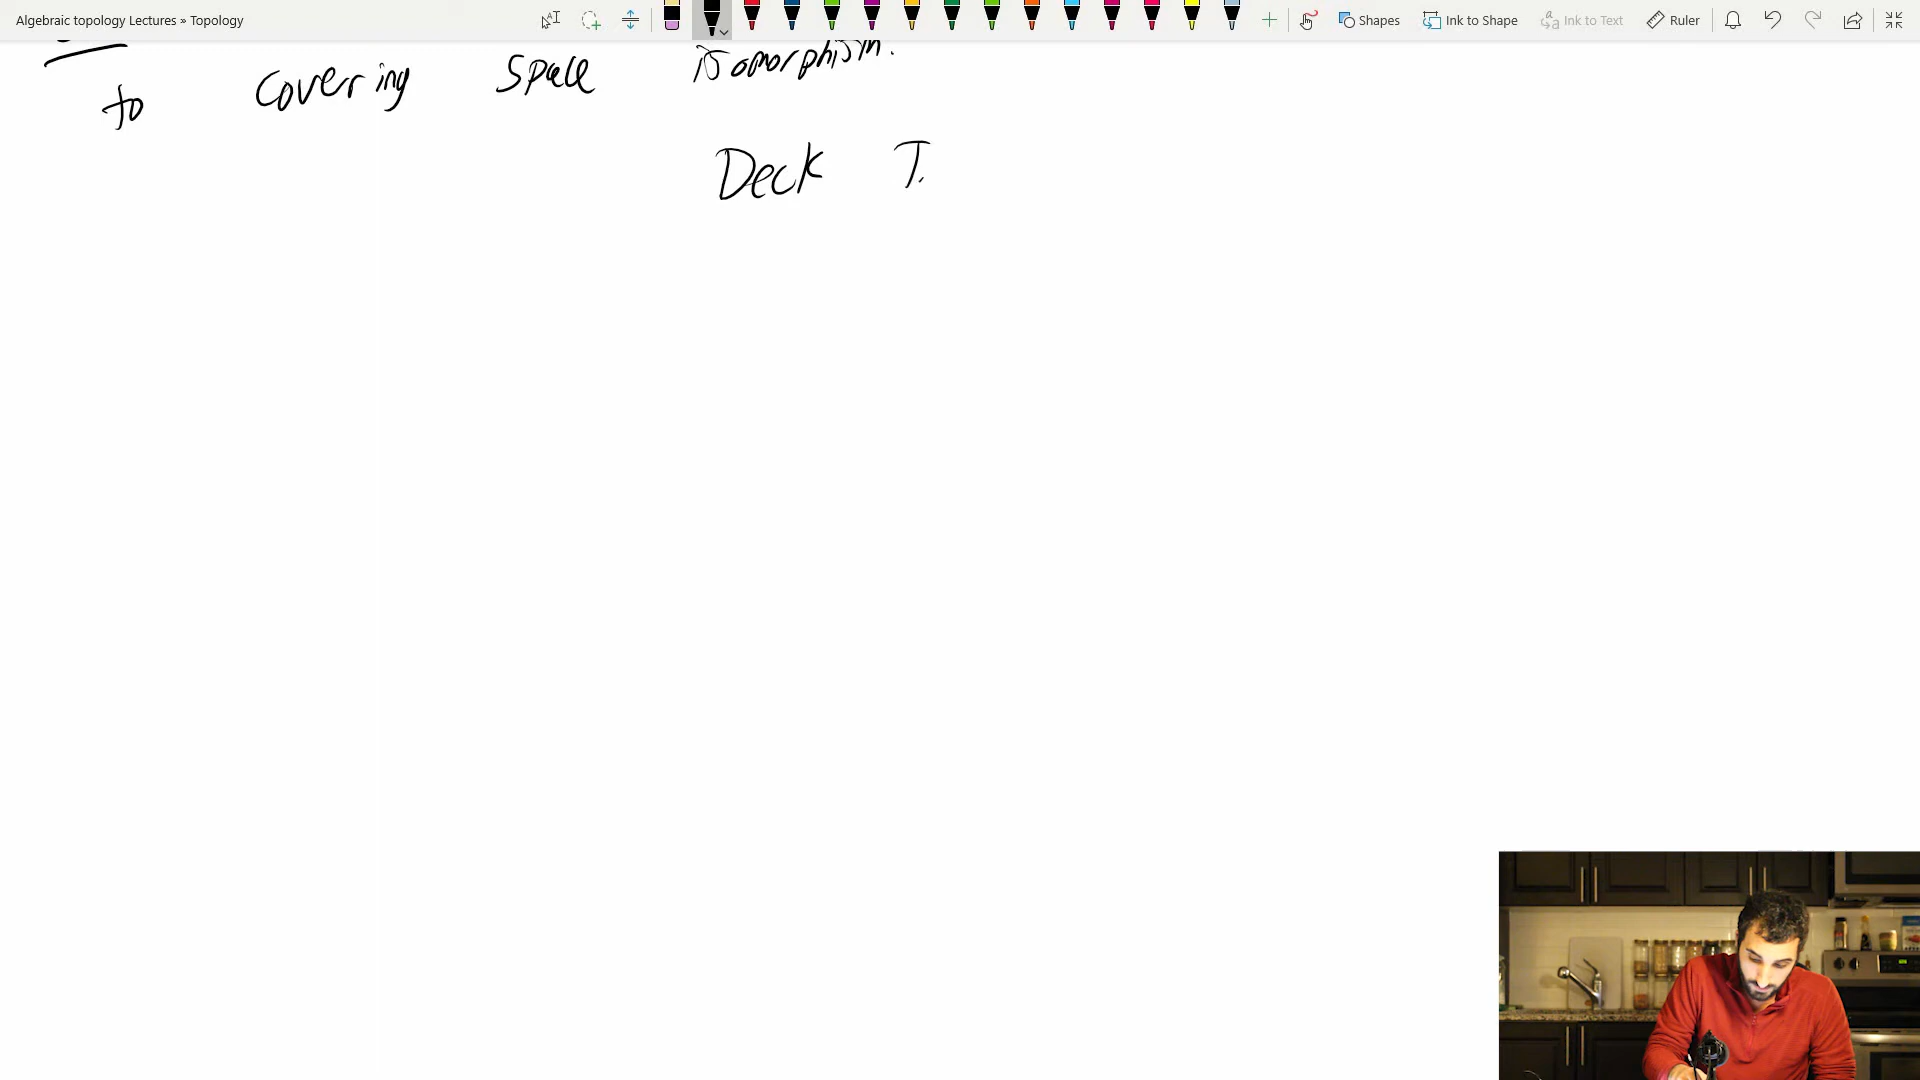 Algebraic topology Lectures » Topology
Shapes
Ink to Shape
Ink to Text
Ruler
to covering space isomorphism.
Deck T